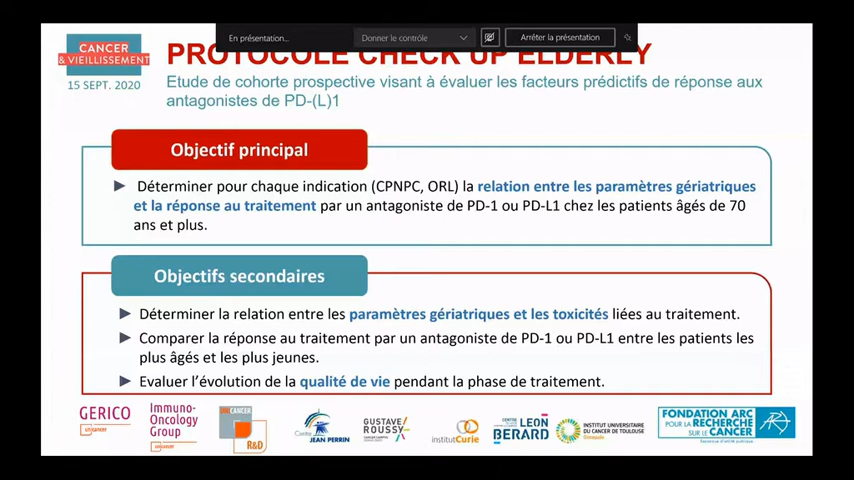 En présentation...
Donner le contrôle
Arrêter la présentation
CANCER
& VIEILLISSEMENT
15 SEPT. 2020
PROTOCOLE CHECK UP ELDERLY
Etude de cohorte prospective visant à évaluer les facteurs prédictifs de réponse aux
antagonistes de PD-(L)1
Objectif principal
Déterminer pour chaque indication (CPNPC, ORL) la relation entre les paramètres gériatriques
et la réponse au traitement par un antagoniste de PD-1 ou PD-L1 chez les patients âgés de 70
ans et plus.
Objectifs secondaires
Déterminer la relation entre les paramètres gériatriques et les toxicités liées au traitement.
Comparer la réponse au traitement par un antagoniste de PD-1 ou PD-L1 entre les patients les
plus âgés et les plus jeunes.
Evaluer l'évolution de la qualité de vie pendant la phase de traitement.
GERICO
unicancer
Immuno-
Oncology
Group
unicancer
UNICANCER
R&D
Centre
JEAN PERRIN
GUSTAVE
ROUSSY
institutCurie
CENTRE
LEON
BERARD
INSTITUT UNIVERSITAIRE
DU CANCER DE TOULOUSE
Oncopole
FONDATION ARC
POUR LA RECHERCHE
SUR LE CANCER
Reconnue d'utilité publique